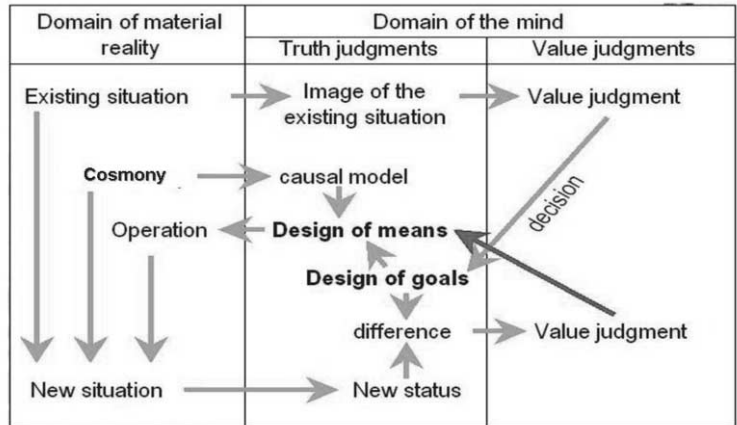 Domain of material
reality
Domain of the mind
Truth judgments
Value judgments
Existing situation
Image of the
existing situation
Value judgment
Cosmony
causal model
decision
Operation
Design of means
Design of goals
difference
Value judgment
New situation
New status